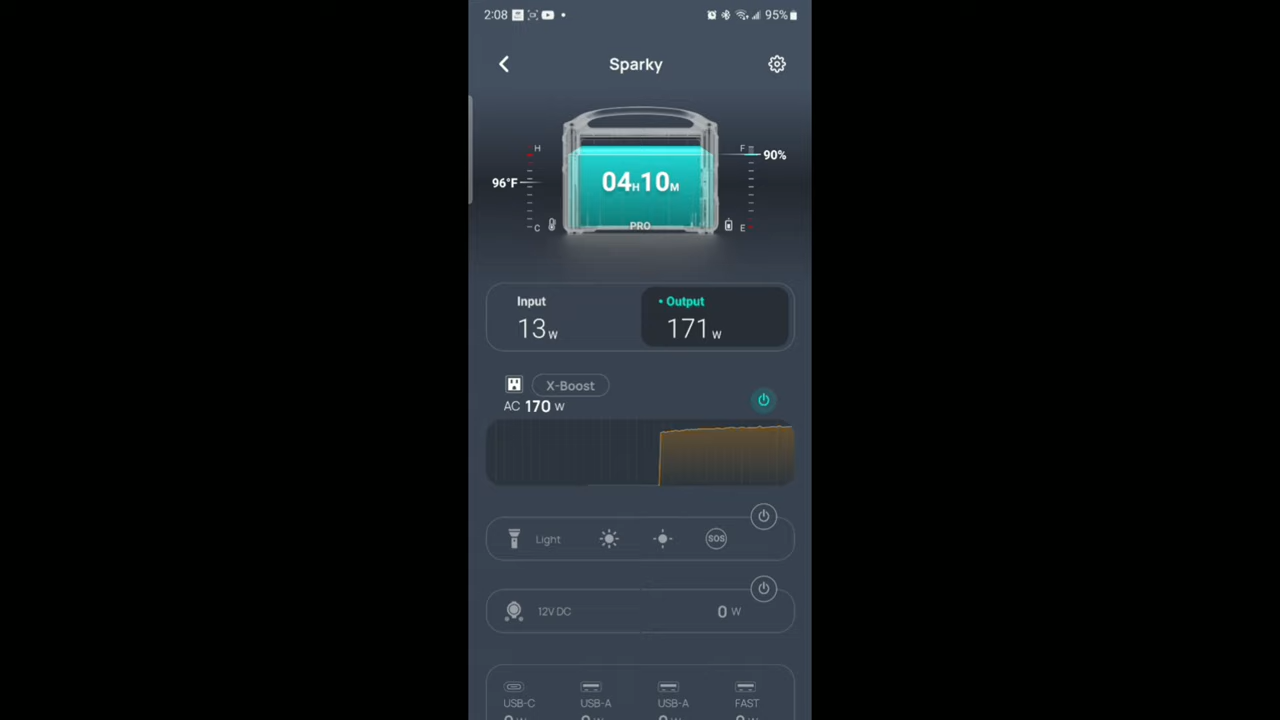 2:08 95%
Sparky
H F 90%
96°F 04H10M
C PRO E
Input Output
13W 171W
X-Boost
AC 170 W
Light SOS
12V DC 0 W
USB-C USB-A USB-A FAST